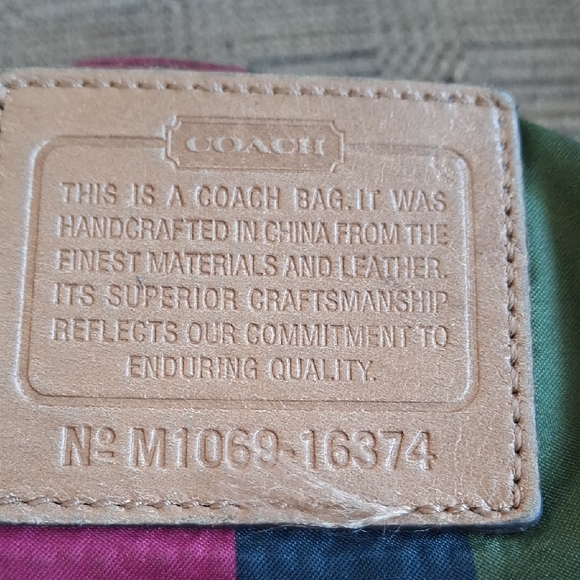 COACH
THIS IS A COACH BAG. IT WAS
HANDCRAFTED IN CHINA FROM THE
FINEST MATERIALS AND LEATHER.
ITS SUPERIOR CRAFTSMANSHIP
REFLECTS OUR COMMITMENT TO
ENDURING QUALITY.
Nº M1069-16374